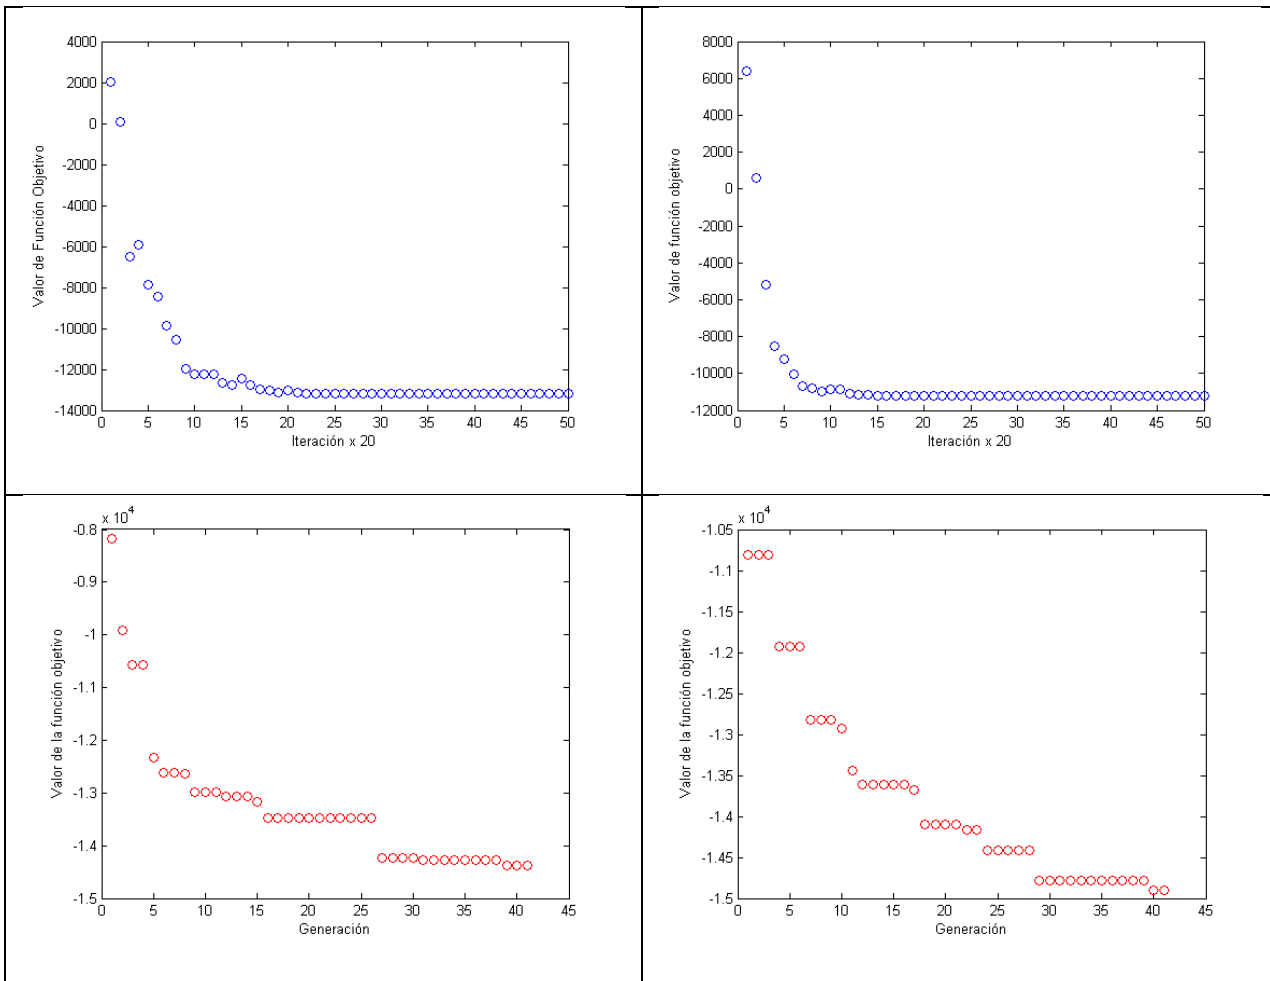 4000
2000
0
-2000
-4000
-6000
-8000
-10000
-12000
-14000
0 5 10 15 20 25 30 35 40 45 50
Iteración x 20
Valor de Función Objetivo
8000
6000
4000
2000
0
-2000
-4000
-6000
-8000
-10000
-12000
0 5 10 15 20 25 30 35 40 45 50
Iteración x 20
Valor de función objetivo
x 10^4
-0.8
-0.9
-1
-1.1
-1.2
-1.3
-1.4
-1.5
0 5 10 15 20 25 30 35 40 45
Generación
Valor de la función objetivo
x 10^4
-1.05
-1.1
-1.15
-1.2
-1.25
-1.3
-1.35
-1.4
-1.45
-1.5
0 5 10 15 20 25 30 35 40 45
Generación
Valor de la función objetivo